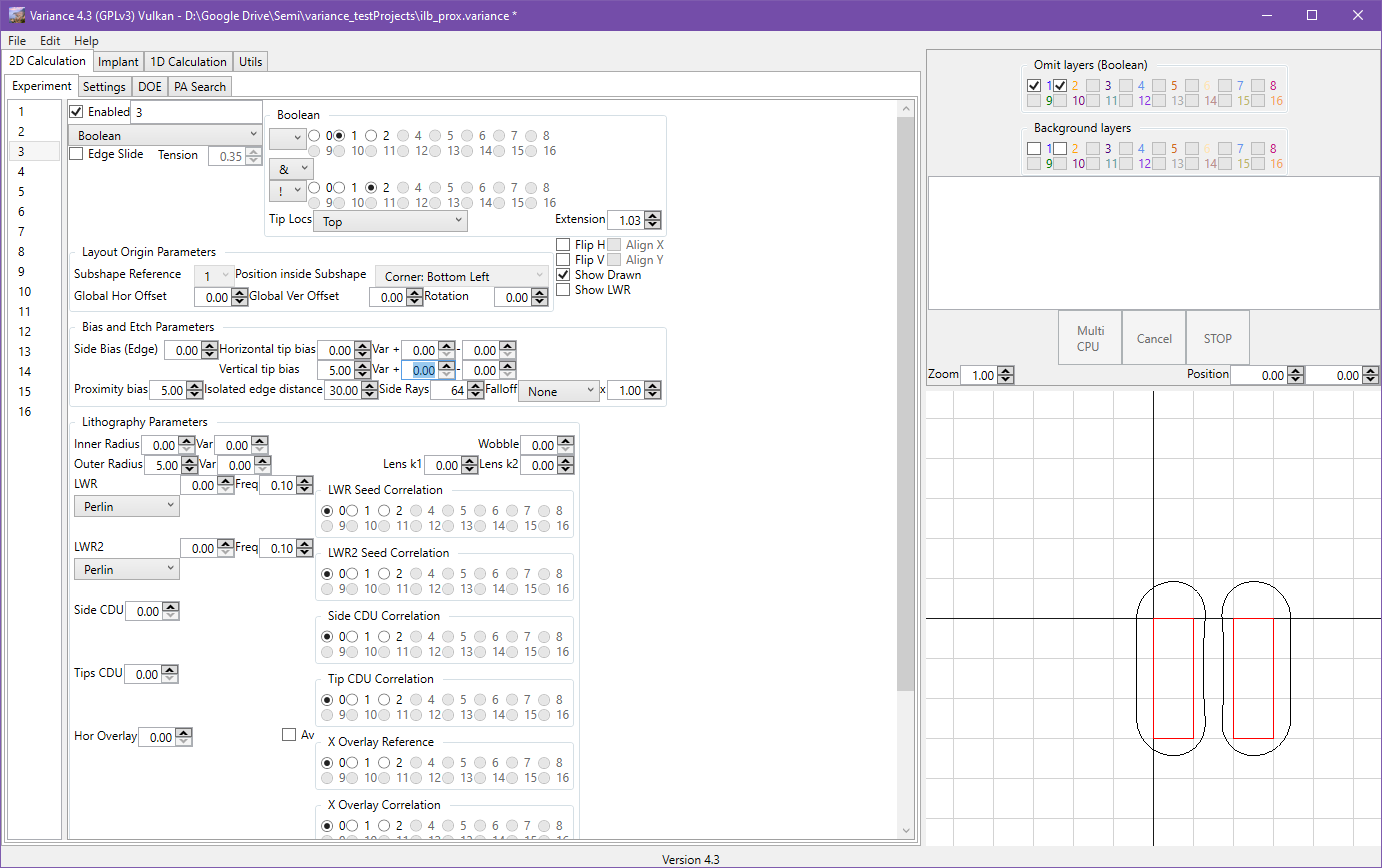 Variance 4.3 (GPLv3) Vulkan - D:\Google Drive\Semi\variance_testProjects\ilb_prox.variance *
File Edit Help
2D Calculation Implant 1D Calculation Utils
Experiment Settings DOE PA Search
1
2
3
4
5
6
7
8
9
10
11
12
13
14
15
16
Enabled 3
Boolean
Edge Slide Tension 0.35
Boolean
0 1 2 4 5 6 7 8
9 10 11 12 13 14 15 16
&
! 0 1 2 4 5 6 7 8
9 10 11 12 13 14 15 16
Tip Locs Top Extension 1.03
Layout Origin Parameters
Subshape Reference 1 Position inside Subshape Corner: Bottom Left
Global Hor Offset 0.00 Global Ver Offset 0.00 Rotation 0.00
Flip H Align X
Flip V Align Y
Show Drawn
Show LWR
Bias and Etch Parameters
Side Bias (Edge) 0.00 Horizontal tip bias 0.00 Var + 0.00 - 0.00
Vertical tip bias 5.00 Var + 0.00 - 0.00
Proximity bias 5.00 Isolated edge distance 30.00 Side Rays 64 Falloff None x 1.00
Lithography Parameters
Inner Radius 0.00 Var 0.00 Wobble 0.00
Outer Radius 5.00 Var 0.00 Lens k1 0.00 Lens k2 0.00
LWR 0.00 Freq 0.10
Perlin
LWR Seed Correlation
0 1 2 4 5 6 7 8
9 10 11 12 13 14 15 16
LWR2 0.00 Freq 0.10
Perlin
LWR2 Seed Correlation
0 1 2 4 5 6 7 8
9 10 11 12 13 14 15 16
Side CDU 0.00
Side CDU Correlation
0 1 2 4 5 6 7 8
9 10 11 12 13 14 15 16
Tips CDU 0.00
Tip CDU Correlation
0 1 2 4 5 6 7 8
9 10 11 12 13 14 15 16
Hor Overlay 0.00 Av
X Overlay Reference
0 1 2 4 5 6 7 8
9 10 11 12 13 14 15 16
X Overlay Correlation
0 1 2 4 5 6 7 8
Omit layers (Boolean)
1 2 3 4 5 6 7 8
9 10 11 12 13 14 15 16
Background layers
1 2 3 4 5 6 7 8
9 10 11 12 13 14 15 16
Multi CPU Cancel STOP
Zoom 1.00 Position 0.00 0.00
Version 4.3